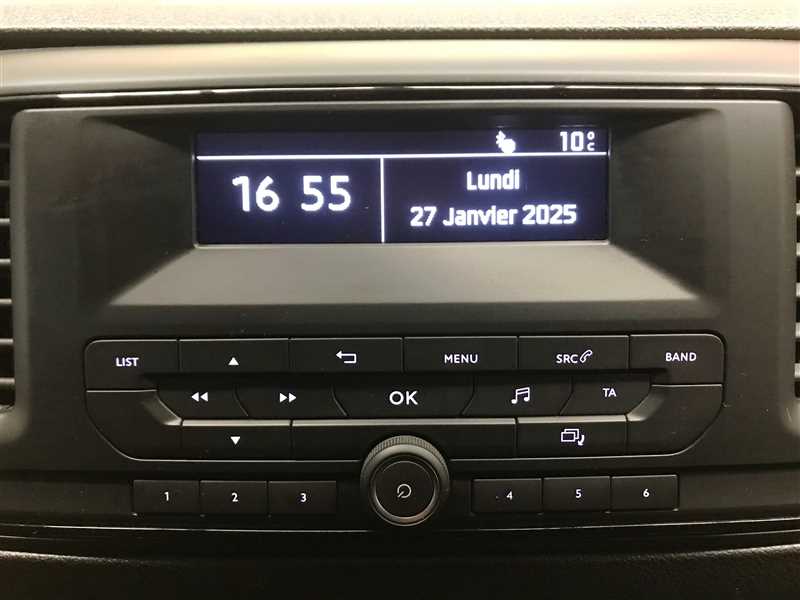 10°C
16 55
Lundi
27 Janvier 2025
LIST
MENU
SRC
BAND
OK
TA
1
2
3
4
5
6